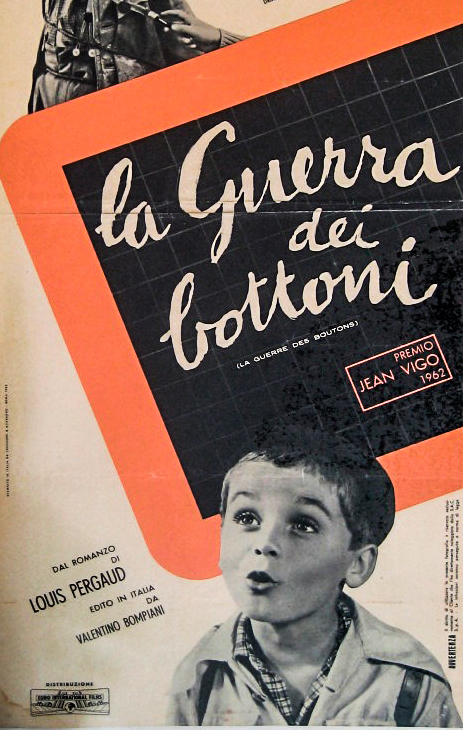 la Guerra
dei
bottoni
(LA GUERRE DES BOUTONS)
PREMIO
JEAN VIGO
1962
DAL ROMANZO
DI
LOUIS PERGAUD
EDITO IN ITALIA
DA
VALENTINO BOMPIANI
DISTRIBUZIONE
EURO INTERNATIONAL FILMS
AVVERTENZA